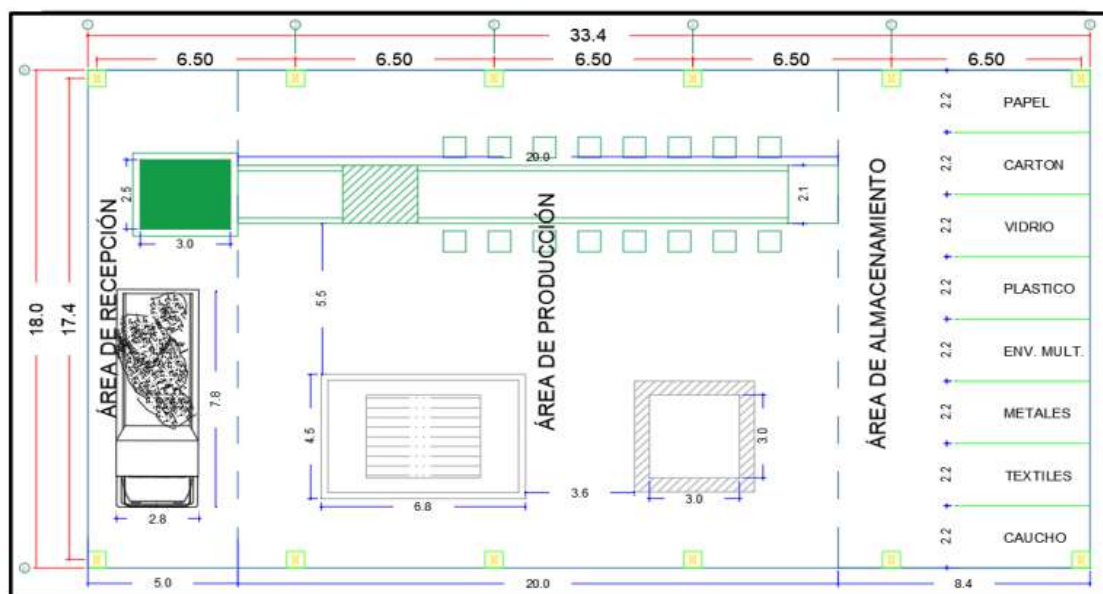 33.4
6.50 6.50 6.50 6.50 6.50
18.0
17.4
ÁREA DE RECEPCIÓN
2.5
3.0
7.8
2.8
20.0
2.1
ÁREA DE PRODUCCIÓN
5.5
4.5
6.8
3.6
3.0
3.0
ÁREA DE ALMACENAMIENTO
2.2 PAPEL
2.2 CARTON
2.2 VIDRIO
2.2 PLASTICO
2.2 ENV. MULT.
2.2 METALES
2.2 TEXTILES
2.2 CAUCHO
5.0 20.0 8.4